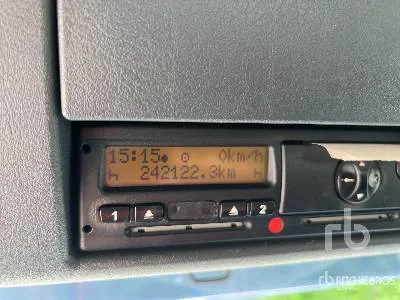 15:15 0km/h
242122.3km
1 2
rb
RITCHIE BROS